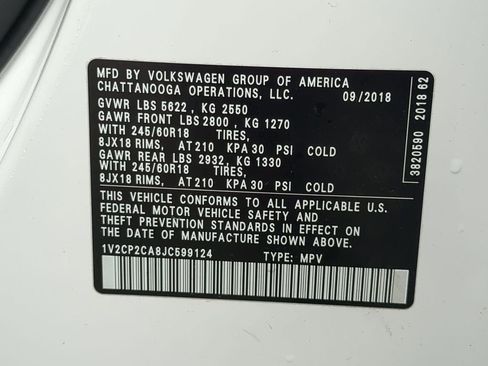 MFD BY VOLKSWAGEN GROUP OF AMERICA
CHATTANOOGA OPERATIONS, LLC. 09/2018
GVWR LBS 5622 , KG 2550
GAWR FRONT LBS 2800 , KG 1270
WITH 245/60R18 TIRES,
8JX18 RIMS, AT 210 KPA 30 PSI COLD
GAWR REAR LBS 2932, KG 1330
WITH 245/60R18 TIRES,
8JX18 RIMS, AT 210 KPA 30 PSI COLD
THIS VEHICLE CONFORMS TO ALL APPLICABLE U.S.
FEDERAL MOTOR VEHICLE SAFETY AND
THEFT PREVENTION STANDARDS IN EFFECT ON
THE DATE OF MANUFACTURE SHOWN ABOVE.
1V2CP2CA8JC599124 TYPE: MPV
3820590 2018 62